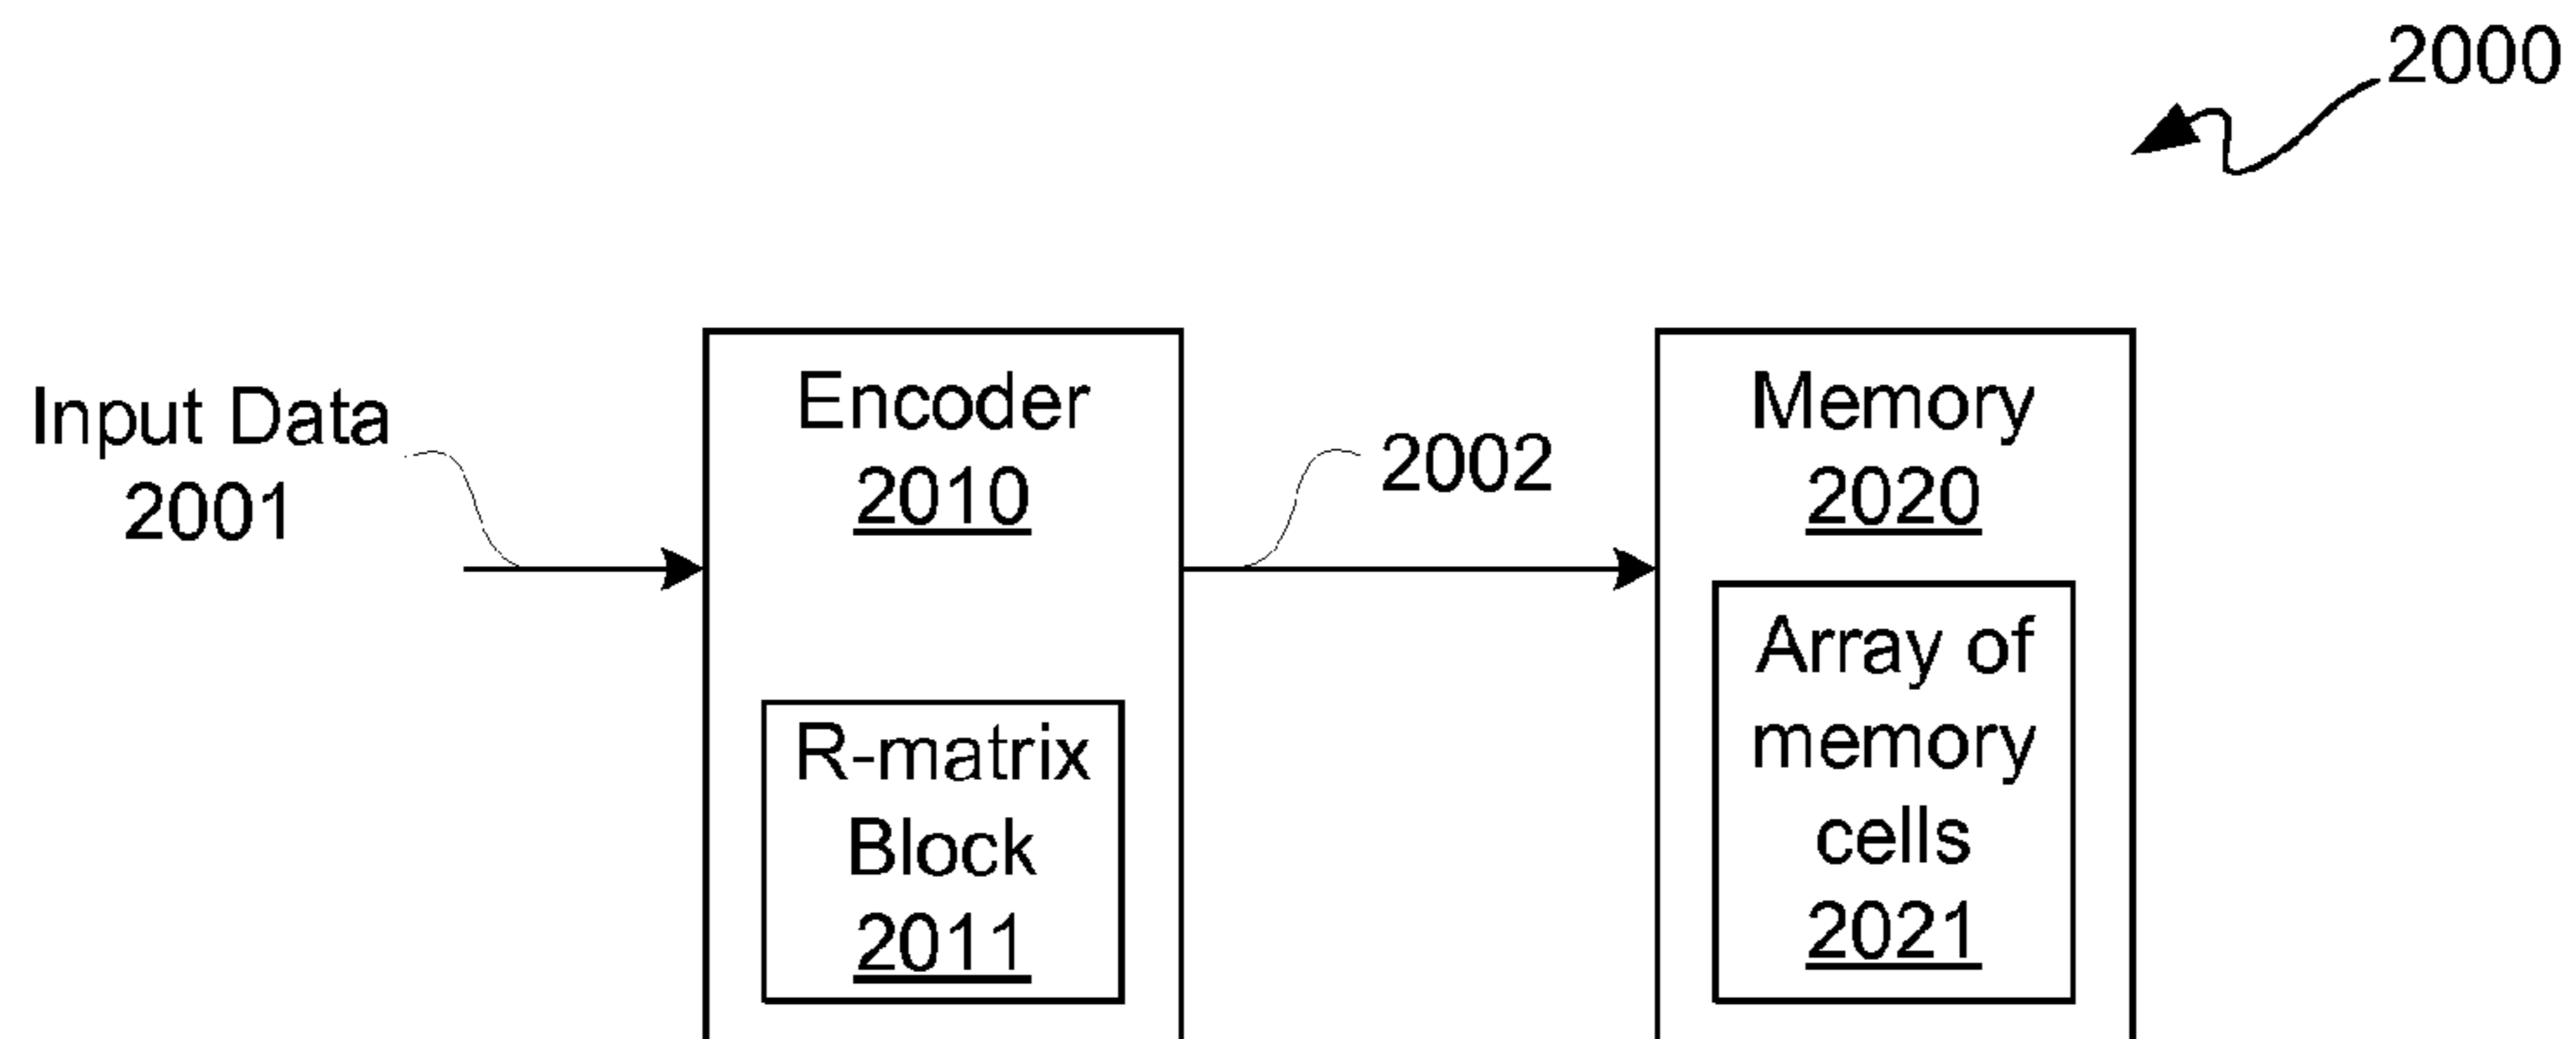 2000
Input Data
2001
Encoder
2010
R-matrix
Block
2011
2002
Memory
2020
Array of
memory
cells
2021